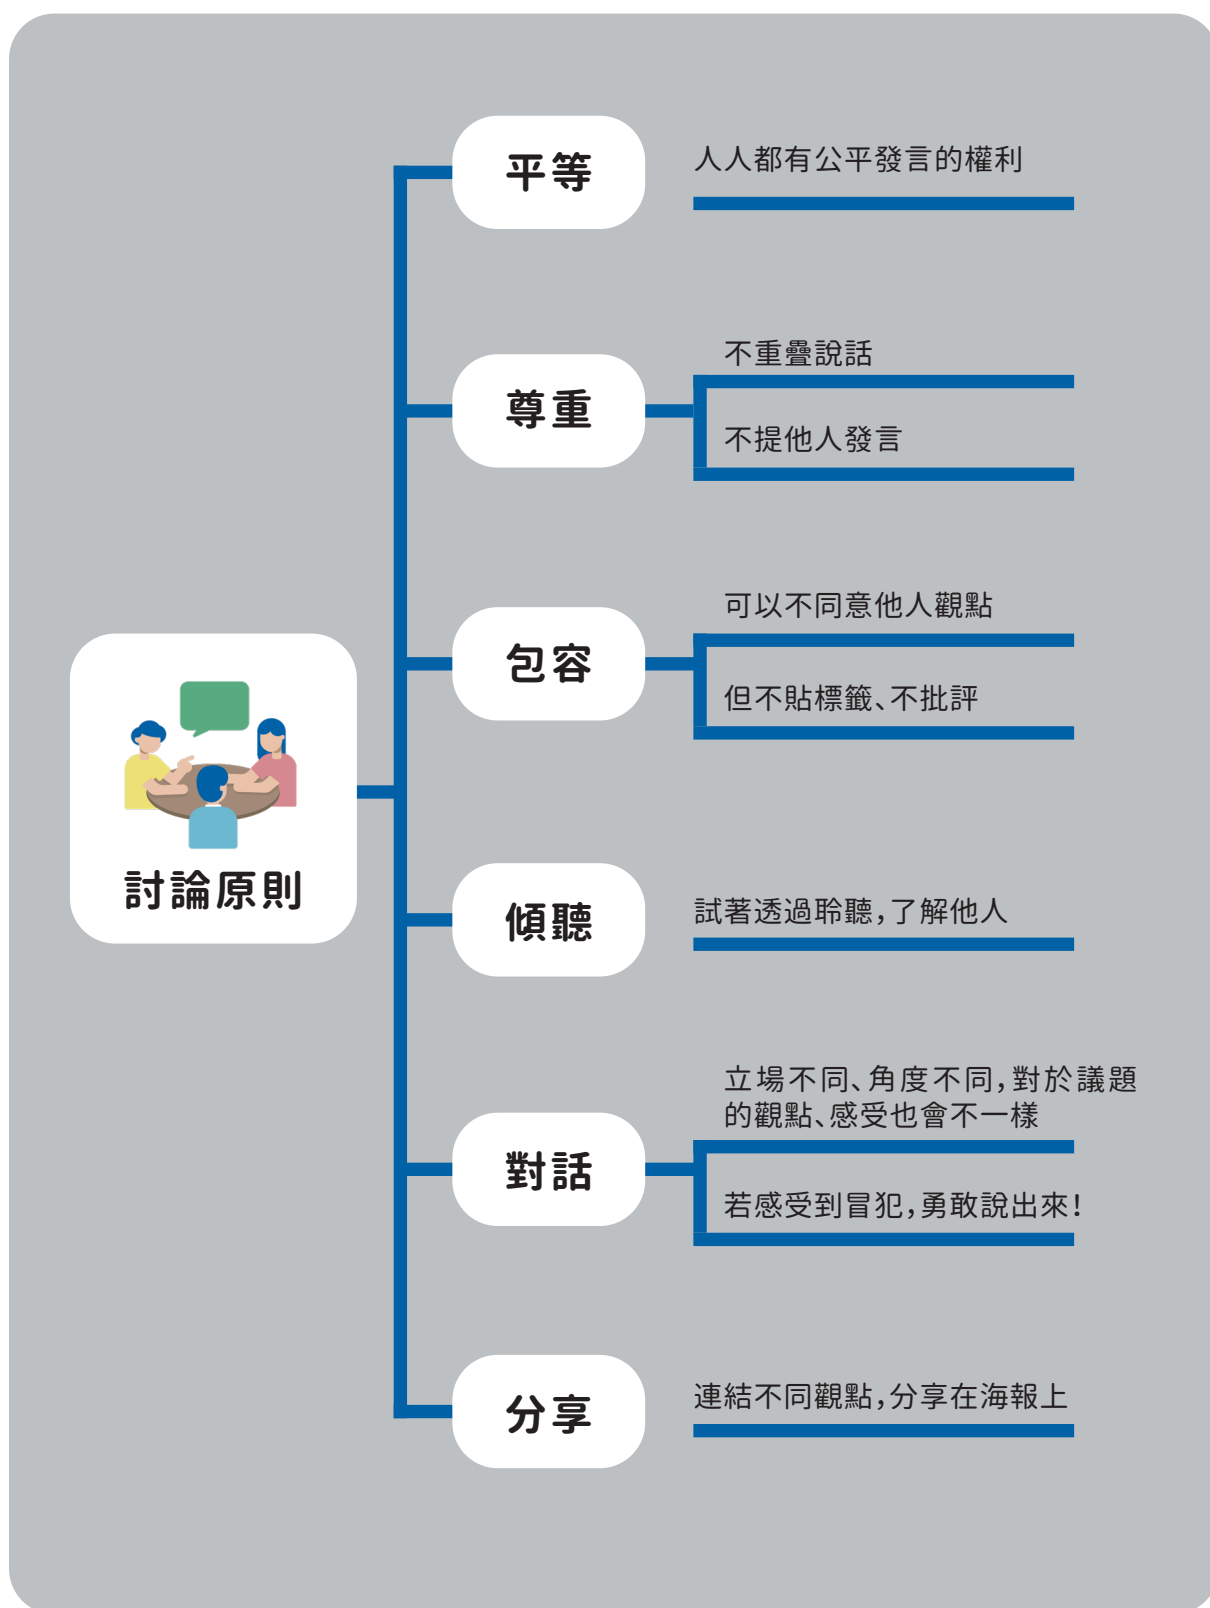 討論原則
平等
人人都有公平發言的權利
尊重
不重疊說話
不提他人發言
包容
可以不同意他人觀點
但不貼標籤、不批評
傾聽
試著透過聆聽，了解他人
對話
立場不同、角度不同，對於議題
的觀點、感受也會不一樣
若感受到冒犯，勇敢說出來！
分享
連結不同觀點，分享在海報上